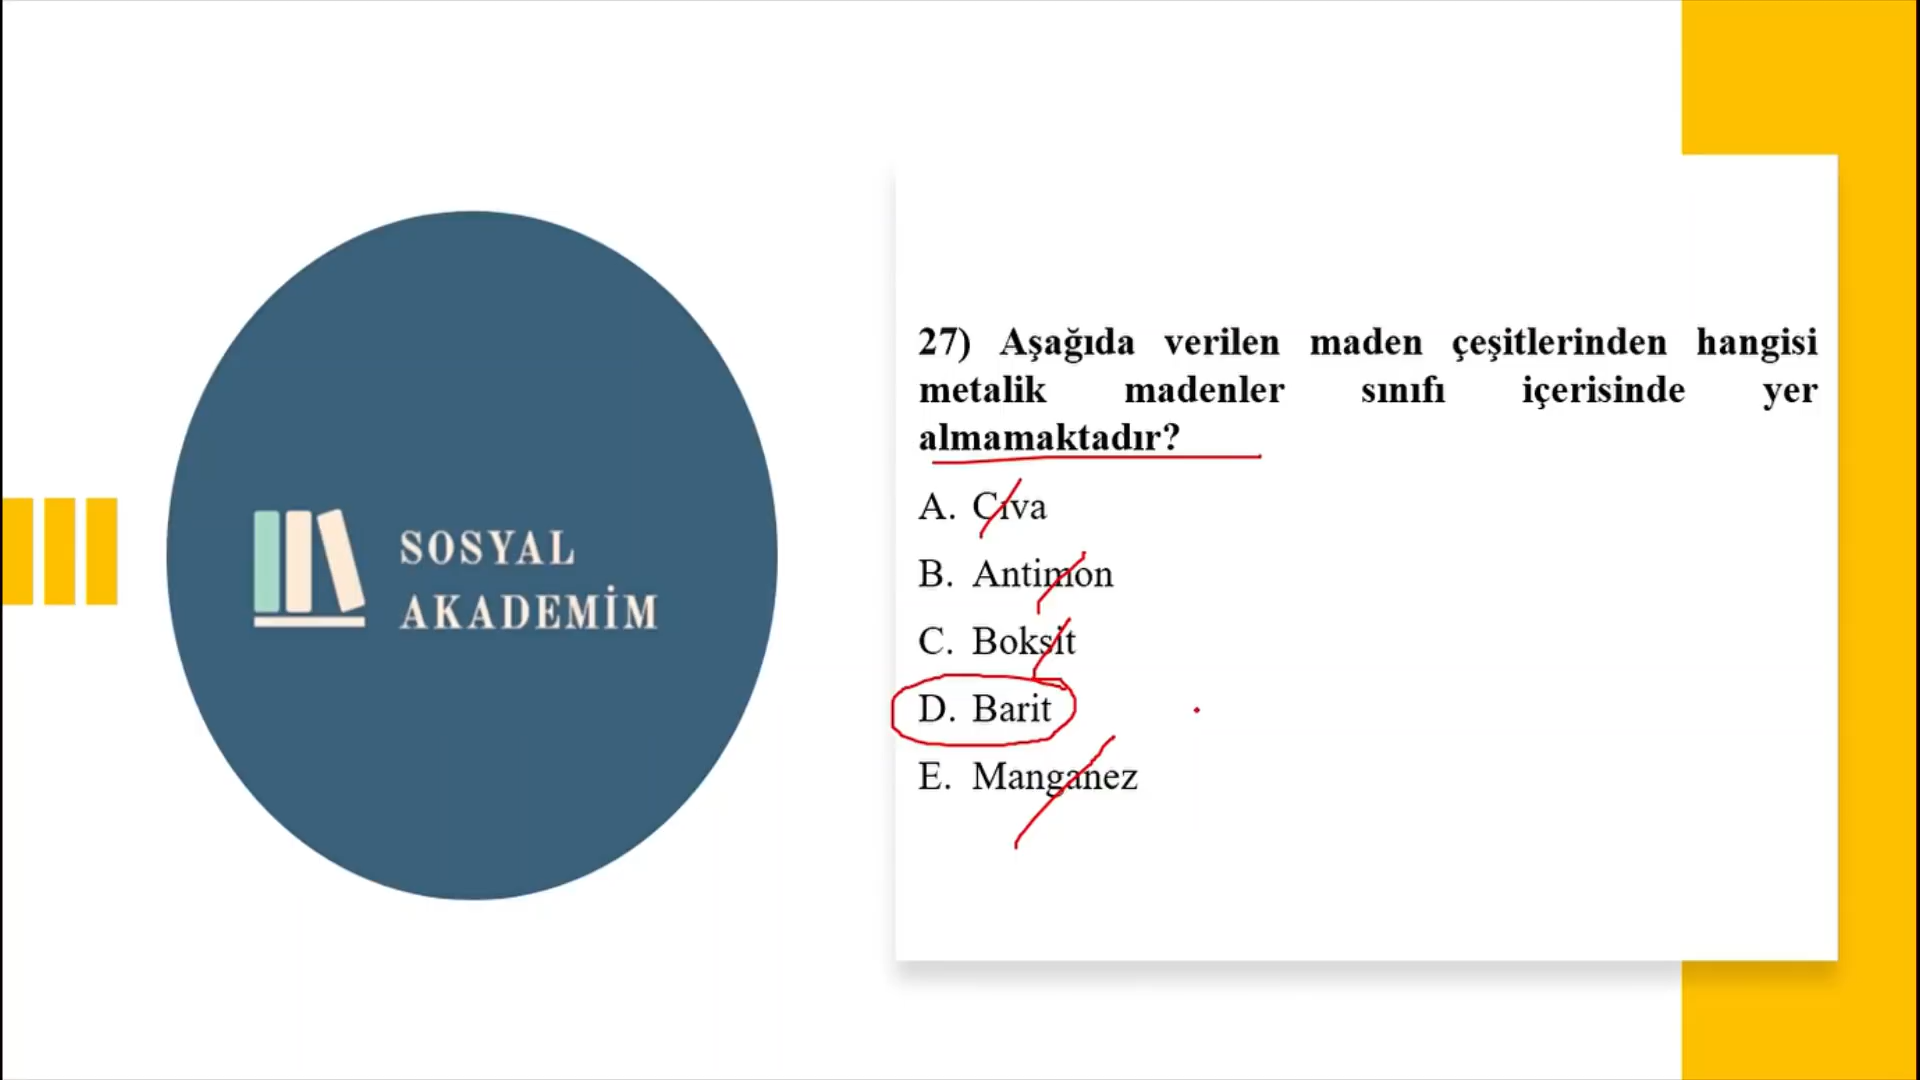 SOSYAL
AKADEMİM
27) Aşağıda verilen maden çeşitlerinden hangisi
metalik madenler sınıfı içerisinde yer
almamaktadır?
A. Cıva
B. Antimon
C. Boksit
D. Barit
E. Manganez